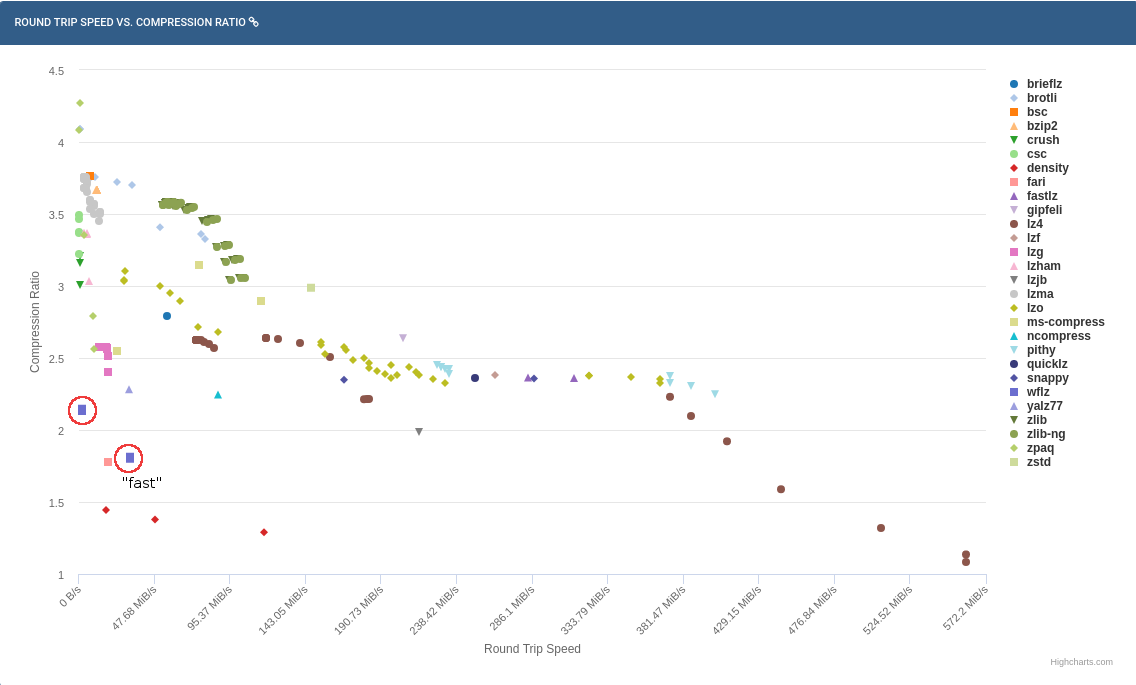 ROUND TRIP SPEED VS. COMPRESSION RATIO
4.5
4
3.5
3
2.5
2
1.5
1
Compression Ratio
"fast"
0 B/s
47.68 MiB/s
95.37 MiB/s
143.05 MiB/s
190.73 MiB/s
238.42 MiB/s
286.1 MiB/s
333.79 MiB/s
381.47 MiB/s
429.15 MiB/s
476.84 MiB/s
524.52 MiB/s
572.2 MiB/s
Round Trip Speed
brieflz
brotli
bsc
bzip2
crush
csc
density
fari
fastlz
gipfeli
lz4
lzf
lzg
lzham
lzjb
lzma
lzo
ms-compress
ncompress
pithy
quicklz
snappy
wflz
yalz77
zlib
zlib-ng
zpaq
zstd
Highcharts.com